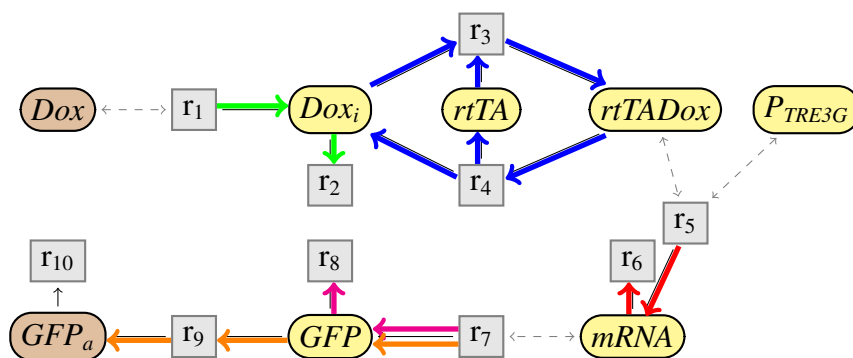 r3
Dox r1 Doxi rtTA rtTADox PTRE3G
r2 r4
r5
r10 r8 r6
GFPa r9 GFP r7 mRNA